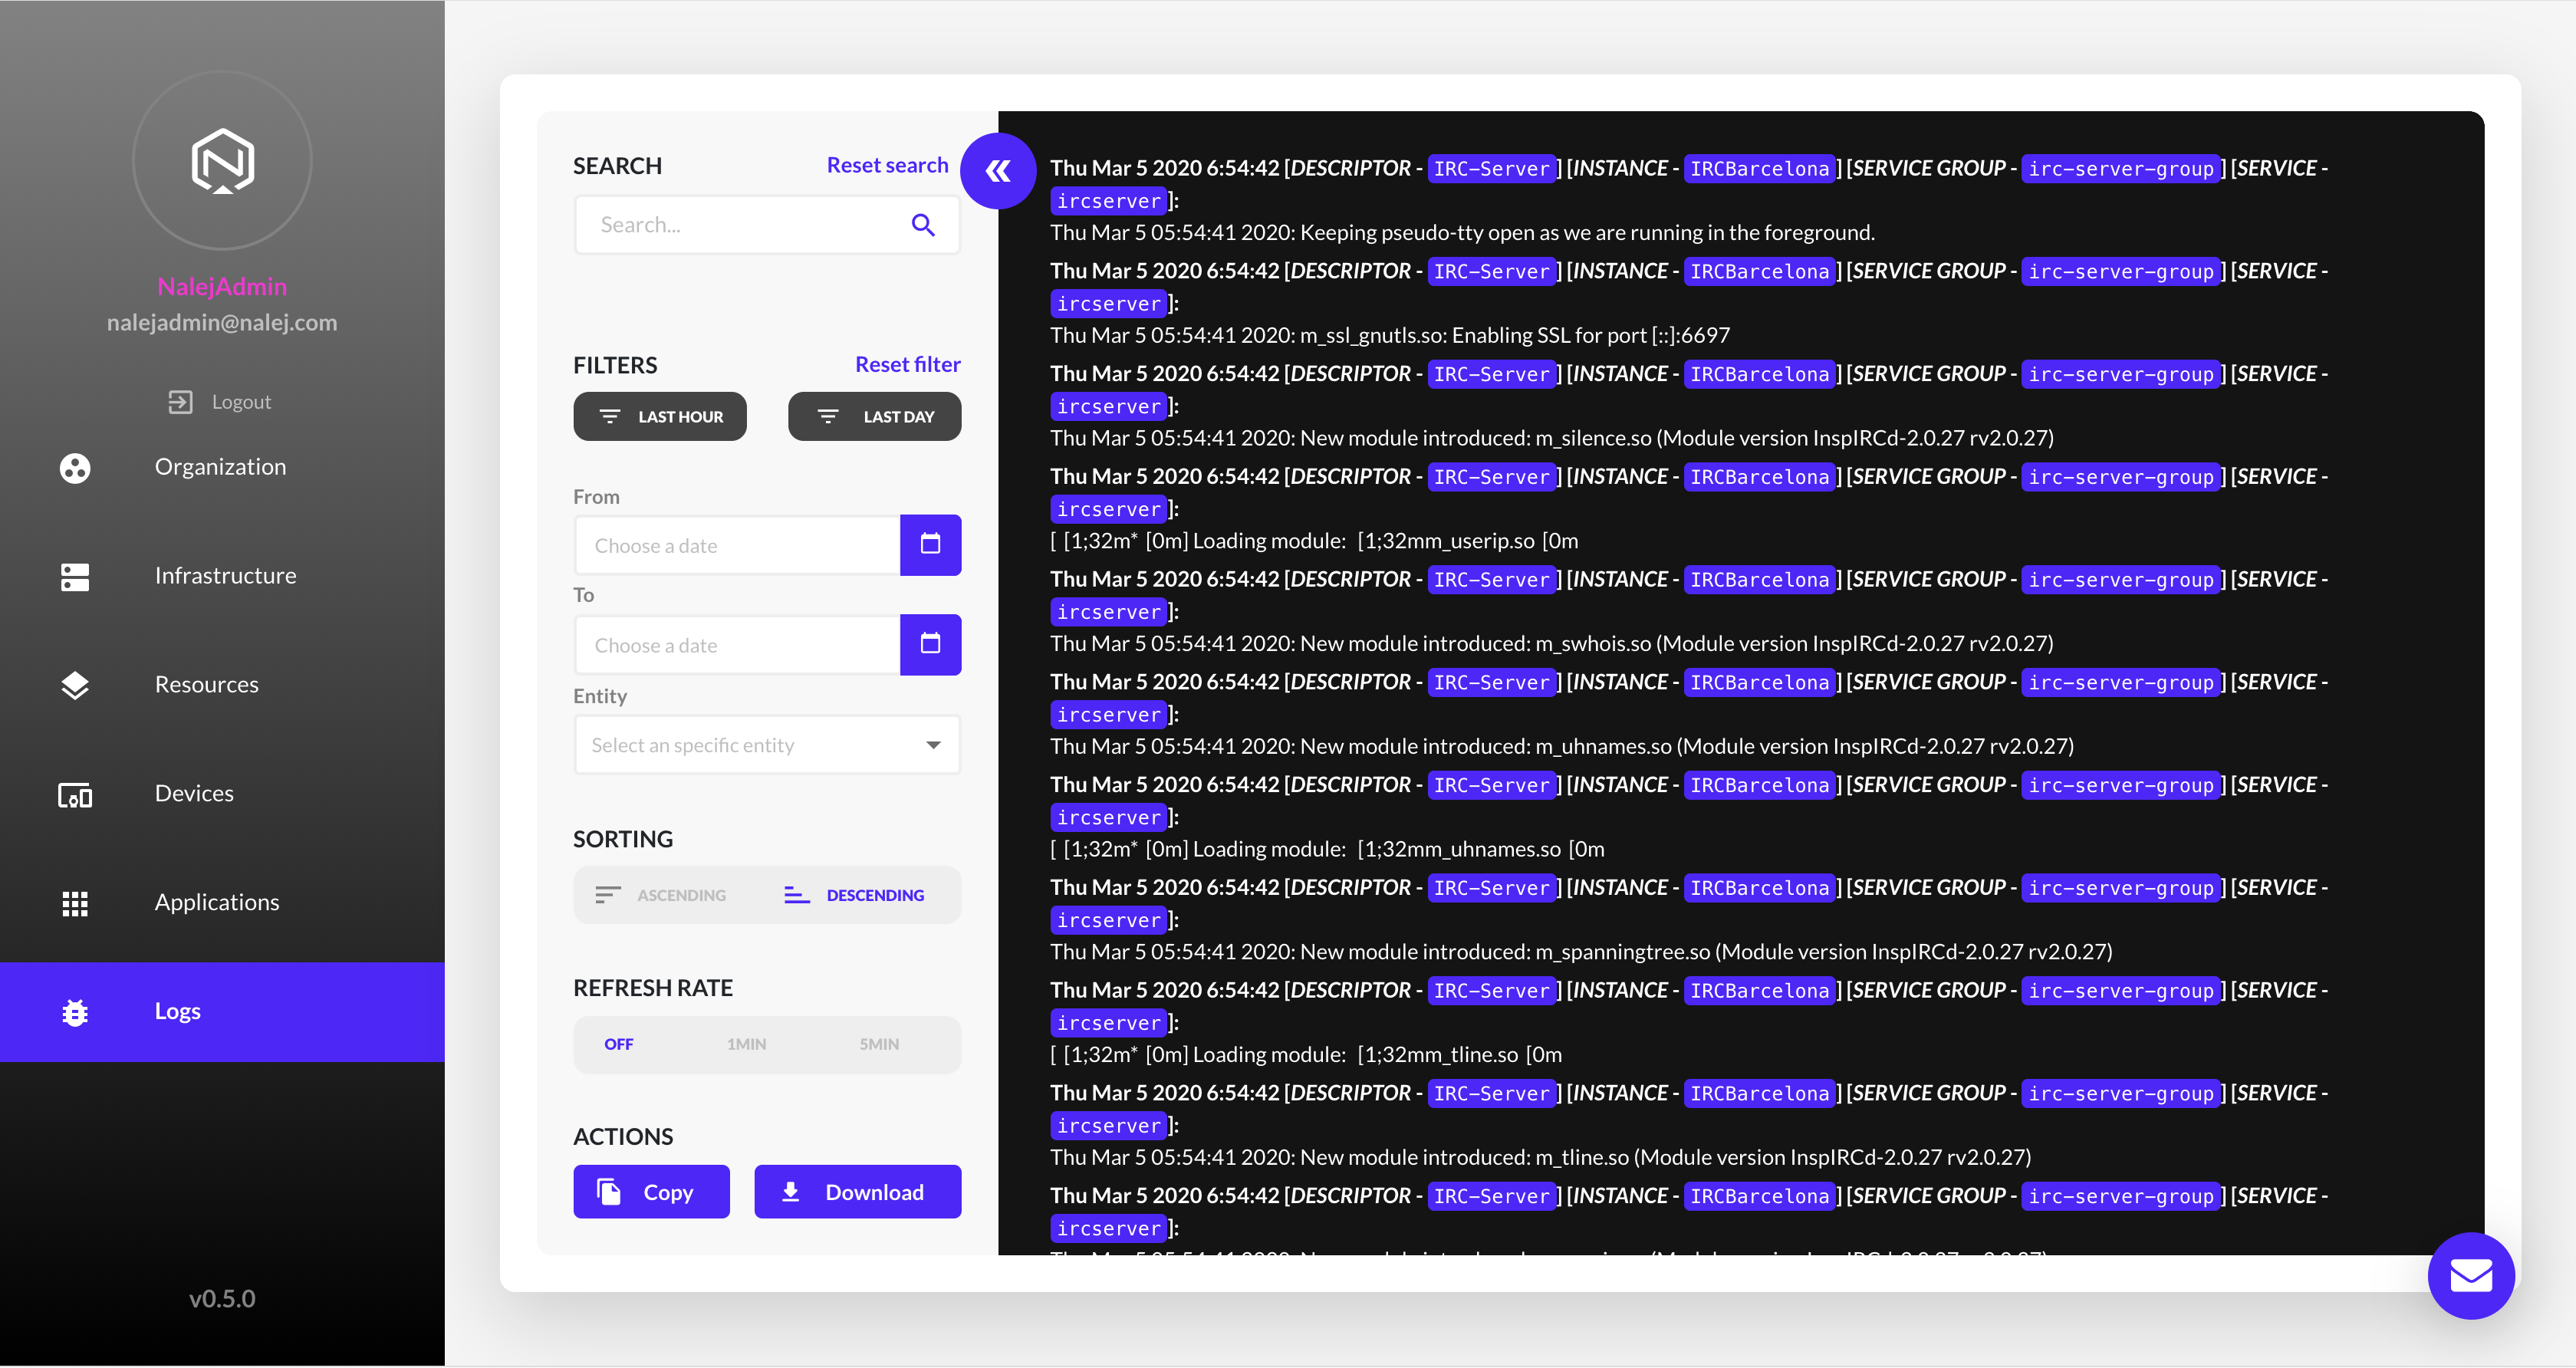 NalejAdmin
nalejadmin@nalej.com
Logout
Organization
Infrastructure
Resources
Devices
Applications
Logs
v0.5.0
SEARCH Reset search
Search...
FILTERS Reset filter
LAST HOUR LAST DAY
From
Choose a date
To
Choose a date
Entity
Select an specific entity
SORTING
ASCENDING DESCENDING
REFRESH RATE
OFF 1MIN 5MIN
ACTIONS
Copy Download
Thu Mar 5 2020 6:54:42 [DESCRIPTOR - IRC-Server] [INSTANCE - IRCBarcelona] [SERVICE GROUP - irc-server-group] [SERVICE -
ircserver]:
Thu Mar 5 05:54:41 2020: Keeping pseudo-tty open as we are running in the foreground.
Thu Mar 5 2020 6:54:42 [DESCRIPTOR - IRC-Server] [INSTANCE - IRCBarcelona] [SERVICE GROUP - irc-server-group] [SERVICE -
ircserver]:
Thu Mar 5 05:54:41 2020: m_ssl_gnutls.so: Enabling SSL for port [::]:6697
Thu Mar 5 2020 6:54:42 [DESCRIPTOR - IRC-Server] [INSTANCE - IRCBarcelona] [SERVICE GROUP - irc-server-group] [SERVICE -
ircserver]:
Thu Mar 5 05:54:41 2020: New module introduced: m_silence.so (Module version InspIRCd-2.0.27 rv2.0.27)
Thu Mar 5 2020 6:54:42 [DESCRIPTOR - IRC-Server] [INSTANCE - IRCBarcelona] [SERVICE GROUP - irc-server-group] [SERVICE -
ircserver]:
[ [1;32m* [0m] Loading module: [1;32mm_userip.so [0m
Thu Mar 5 2020 6:54:42 [DESCRIPTOR - IRC-Server] [INSTANCE - IRCBarcelona] [SERVICE GROUP - irc-server-group] [SERVICE -
ircserver]:
Thu Mar 5 05:54:41 2020: New module introduced: m_swhois.so (Module version InspIRCd-2.0.27 rv2.0.27)
Thu Mar 5 2020 6:54:42 [DESCRIPTOR - IRC-Server] [INSTANCE - IRCBarcelona] [SERVICE GROUP - irc-server-group] [SERVICE -
ircserver]:
Thu Mar 5 05:54:41 2020: New module introduced: m_uhnames.so (Module version InspIRCd-2.0.27 rv2.0.27)
Thu Mar 5 2020 6:54:42 [DESCRIPTOR - IRC-Server] [INSTANCE - IRCBarcelona] [SERVICE GROUP - irc-server-group] [SERVICE -
ircserver]:
[ [1;32m* [0m] Loading module: [1;32mm_uhnames.so [0m
Thu Mar 5 2020 6:54:42 [DESCRIPTOR - IRC-Server] [INSTANCE - IRCBarcelona] [SERVICE GROUP - irc-server-group] [SERVICE -
ircserver]:
Thu Mar 5 05:54:41 2020: New module introduced: m_spanningtree.so (Module version InspIRCd-2.0.27 rv2.0.27)
Thu Mar 5 2020 6:54:42 [DESCRIPTOR - IRC-Server] [INSTANCE - IRCBarcelona] [SERVICE GROUP - irc-server-group] [SERVICE -
ircserver]:
[ [1;32m* [0m] Loading module: [1;32mm_tline.so [0m
Thu Mar 5 2020 6:54:42 [DESCRIPTOR - IRC-Server] [INSTANCE - IRCBarcelona] [SERVICE GROUP - irc-server-group] [SERVICE -
ircserver]:
Thu Mar 5 05:54:41 2020: New module introduced: m_tline.so (Module version InspIRCd-2.0.27 rv2.0.27)
Thu Mar 5 2020 6:54:42 [DESCRIPTOR - IRC-Server] [INSTANCE - IRCBarcelona] [SERVICE GROUP - irc-server-group] [SERVICE -
ircserver]: